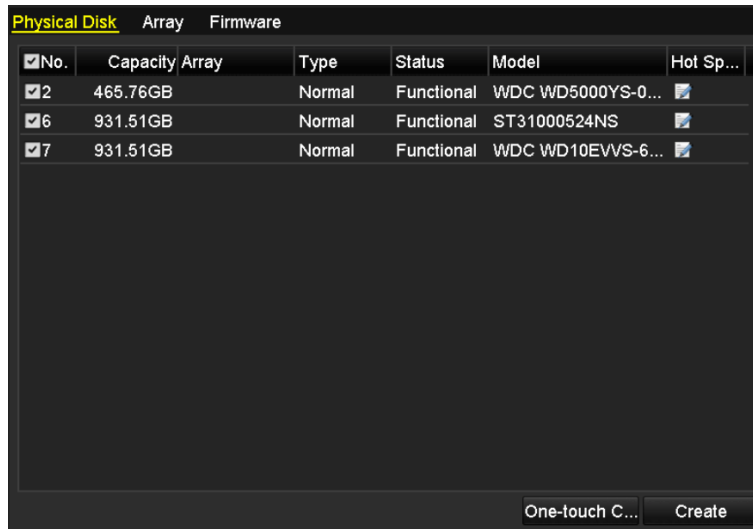 Physical Disk Array Firmware
No. Capacity Array Type Status Model Hot Sp...
2 465.76GB Normal Functional WDC WD5000YS-0...
6 931.51GB Normal Functional ST31000524NS
7 931.51GB Normal Functional WDC WD10EVVS-6...
One-touch C... Create